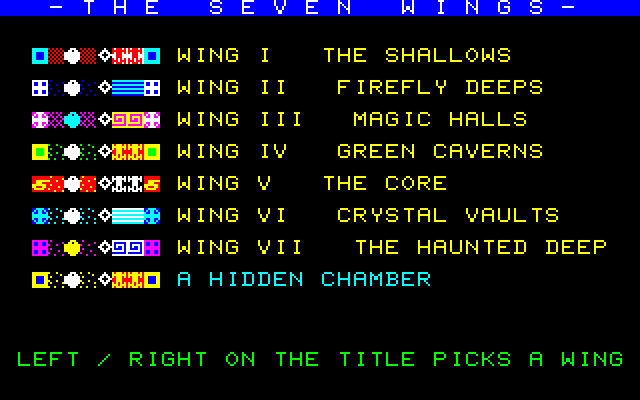 -THE SEVEN WINGS-
WING I THE SHALLOWS
WING II FIREFLY DEEPS
WING III MAGIC HALLS
WING IV GREEN CAVERNS
WING V THE CORE
WING VI CRYSTAL VAULTS
WING VII THE HAUNTED DEEP
A HIDDEN CHAMBER
LEFT / RIGHT ON THE TITLE PICKS A WING